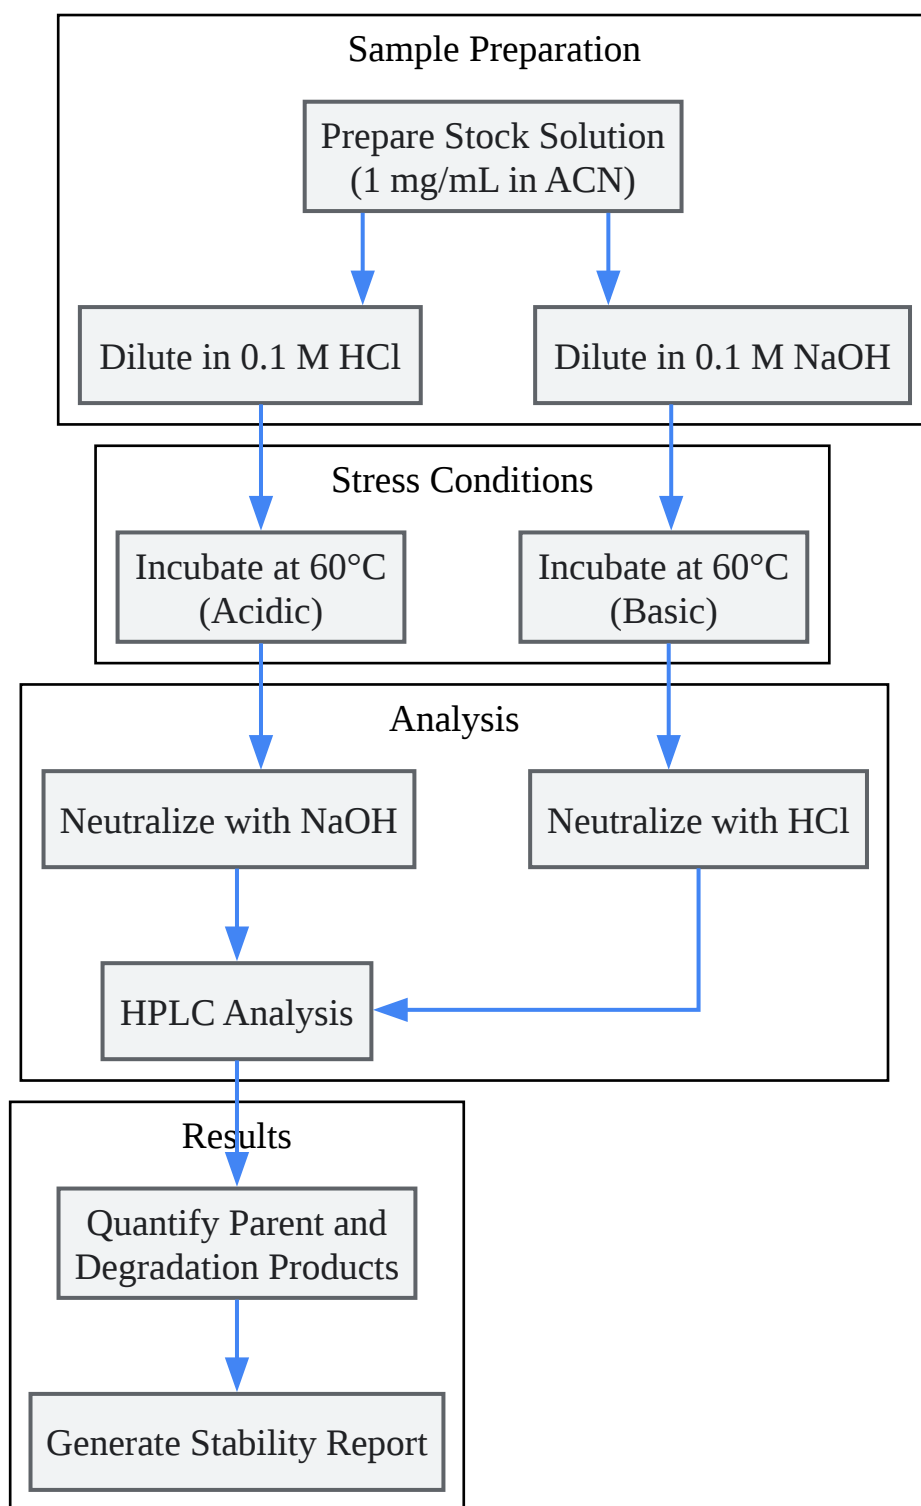 Sample Preparation
Prepare Stock Solution
(1 mg/mL in ACN)
Dilute in 0.1 M HCl
Dilute in 0.1 M NaOH
Stress Conditions
Incubate at 60°C
(Acidic)
Incubate at 60°C
(Basic)
Analysis
Neutralize with NaOH
Neutralize with HCl
HPLC Analysis
Results
Quantify Parent and
Degradation Products
Generate Stability Report